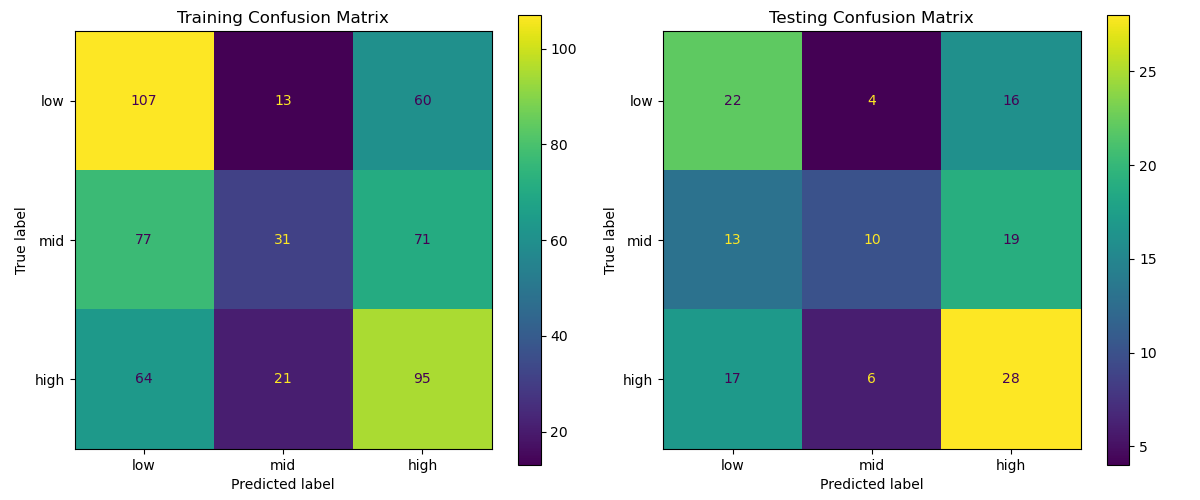 Training Confusion Matrix
low 107 13 60
mid 77 31 71
high 64 21 95
low mid high
Predicted label
True label
100
80
60
40
20
Testing Confusion Matrix
low 22 4 16
mid 13 10 19
high 17 6 28
low mid high
Predicted label
True label
25
20
15
10
5